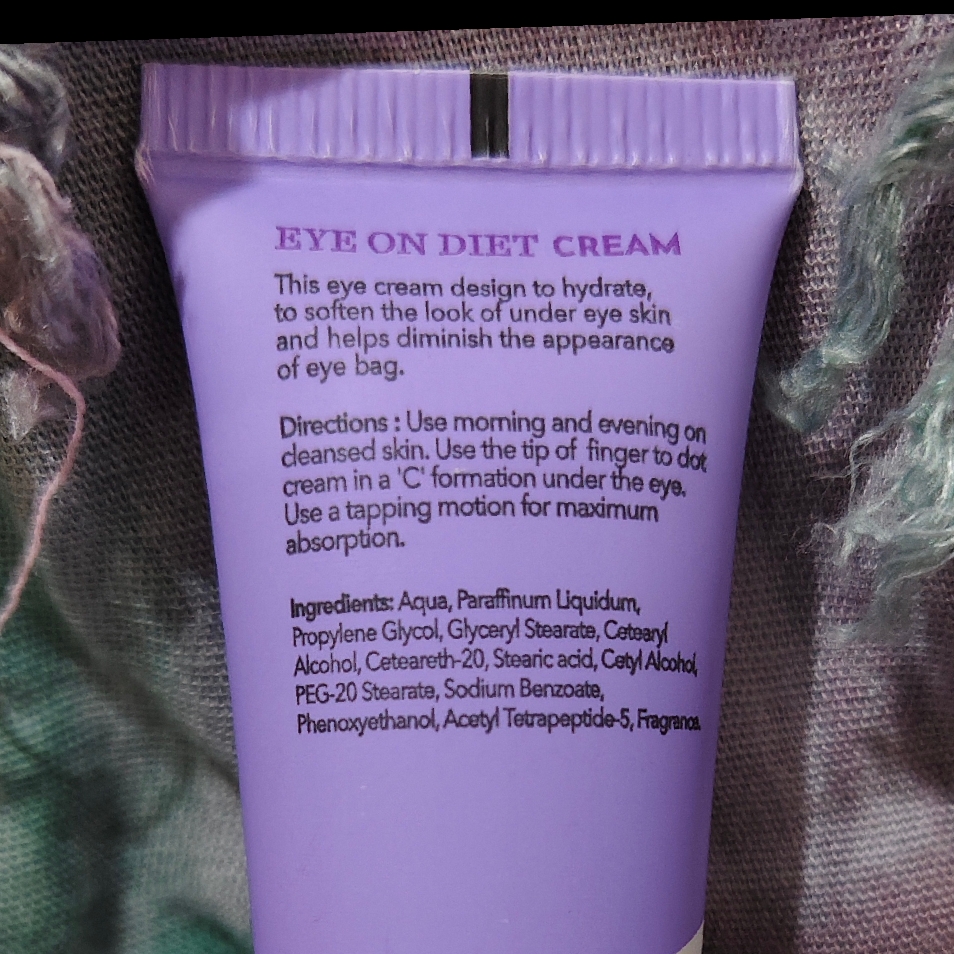 EYE ON DIET CREAM
This eye cream design to hydrate,
to soften the look of under eye skin
and helps diminish the appearance
of eye bag.
Directions : Use morning and evening on
cleansed skin. Use the tip of finger to dot
cream in a 'C' formation under the eye.
Use a tapping motion for maximum
absorption.
Ingredients: Aqua, Paraffinum Liquidum,
Propylene Glycol, Glyceryl Stearate, Cetearyl
Alcohol, Ceteareth-20, Stearic acid, Cetyl Alcohol,
PEG-20 Stearate, Sodium Benzoate,
Phenoxyethanol, Acetyl Tetrapeptide-5, Fragrance.